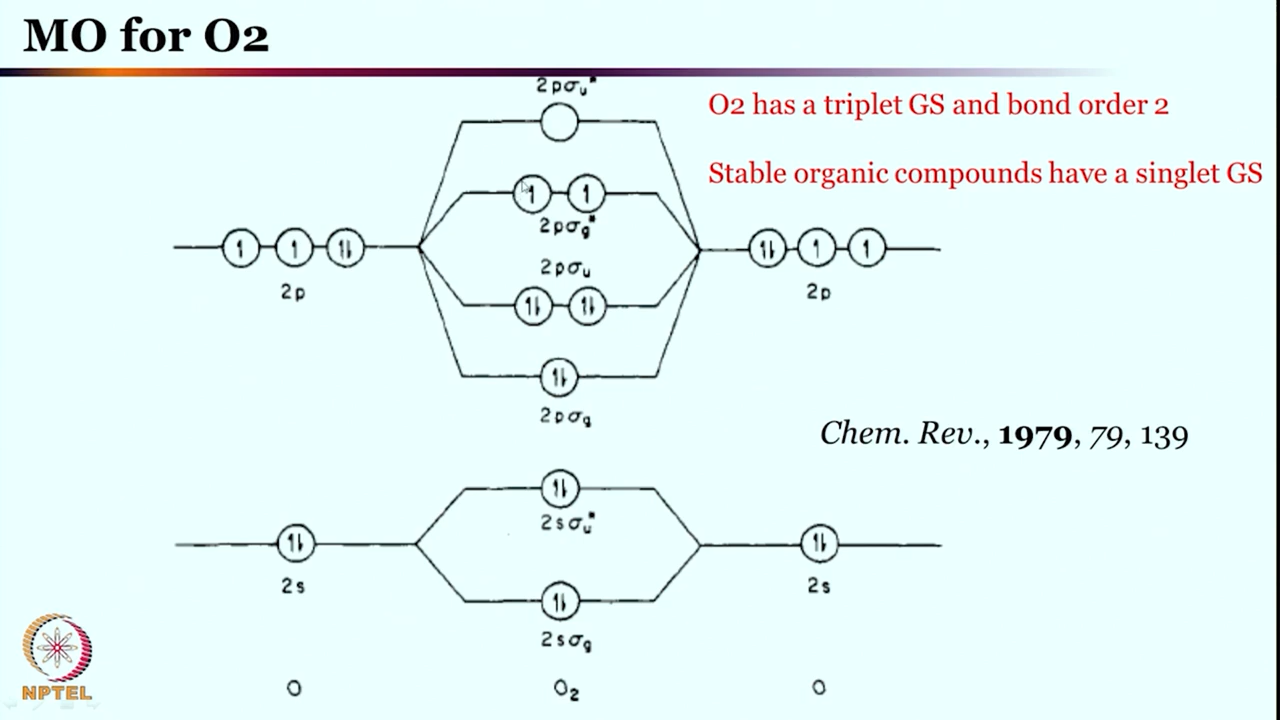 MO for O2
2pσu*
O2 has a triplet GS and bond order 2
Stable organic compounds have a singlet GS
2pσg*
2pσu
2p
2p
2pσg
Chem. Rev., 1979, 79, 139
2sσu*
2s
2s
2sσg
O
O2
O
NPTEL